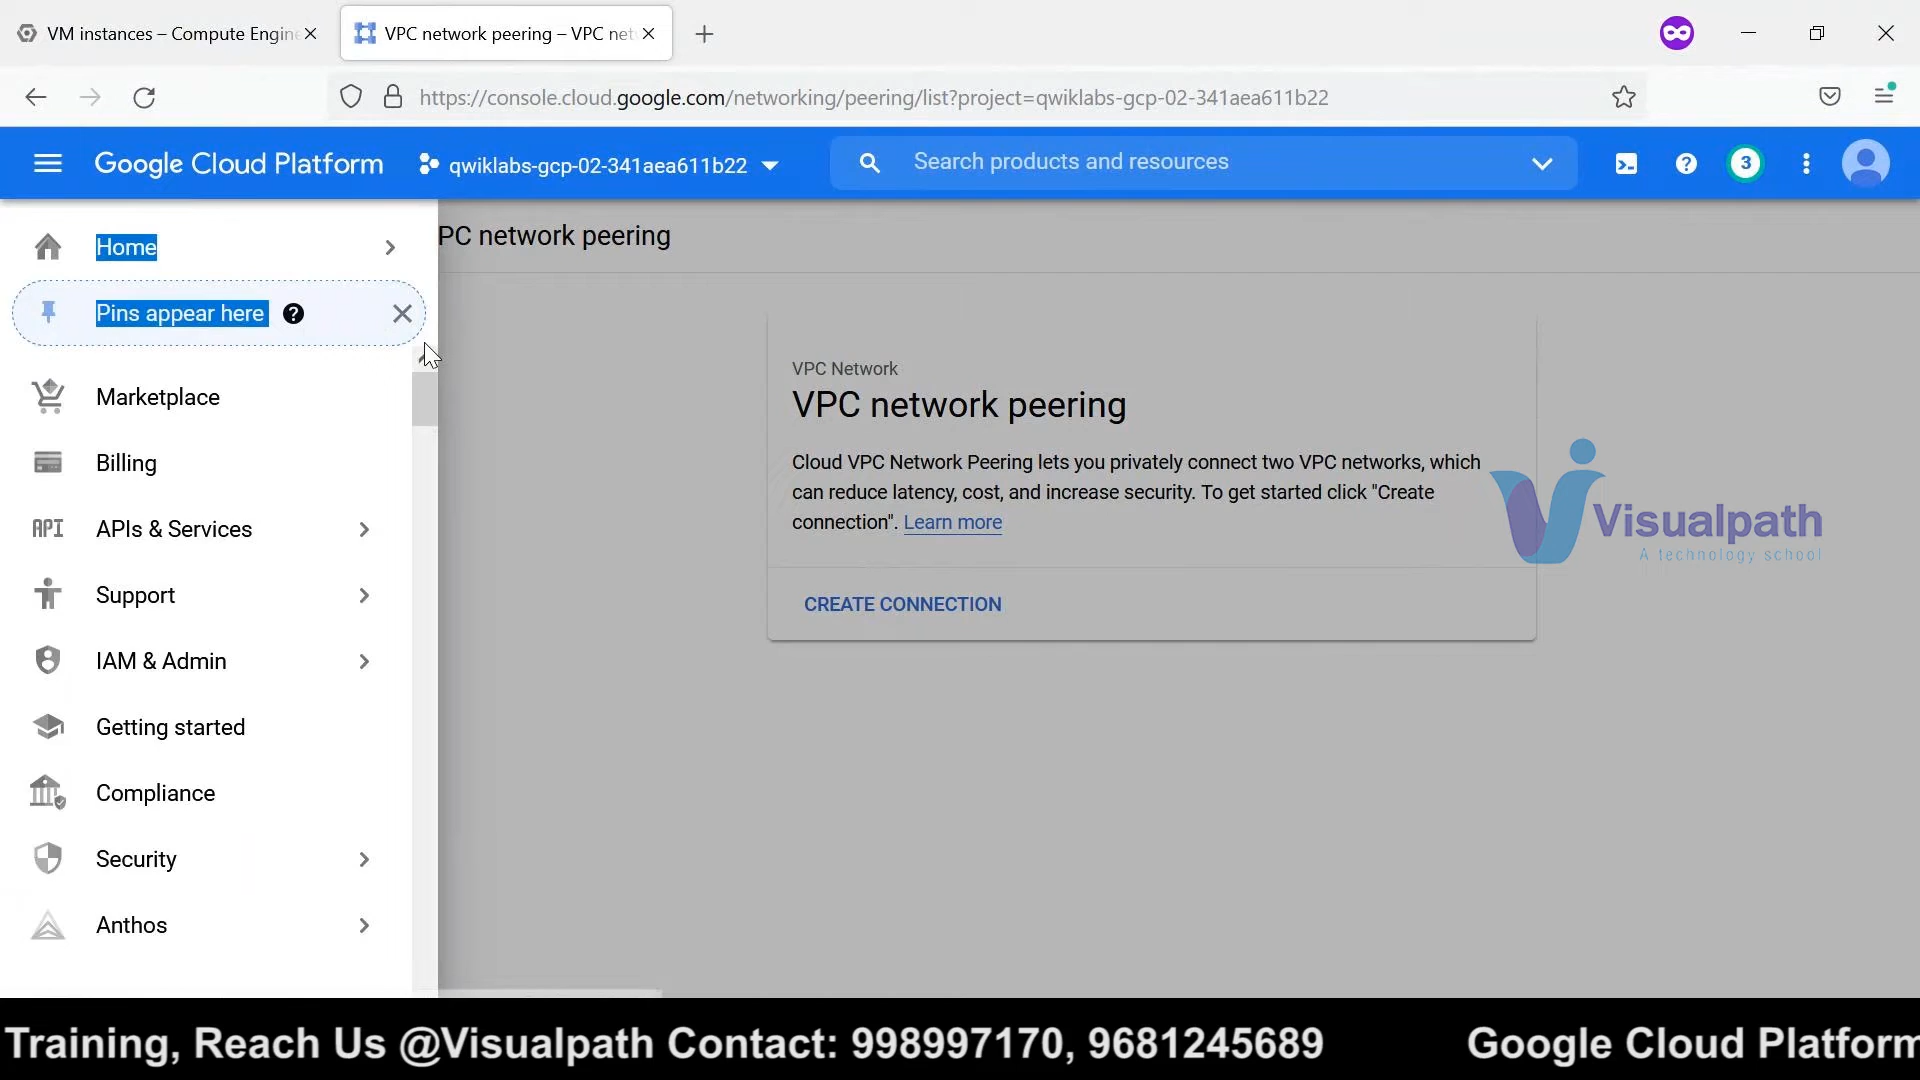 VM instances – Compute Engin
VPC network peering – VPC net
https://console.cloud.google.com/networking/peering/list?project=qwiklabs-gcp-02-341aea611b22
Google Cloud Platform
qwiklabs-gcp-02-341aea611b22
Search products and resources
3
Home
PC network peering
Pins appear here
Marketplace
Billing
API APIs & Services
Support
IAM & Admin
Getting started
Compliance
Security
Anthos
VPC Network
VPC network peering
Cloud VPC Network Peering lets you privately connect two VPC networks, which
can reduce latency, cost, and increase security. To get started click "Create
connection". Learn more
CREATE CONNECTION
Visualpath
A technology school
Training, Reach Us @Visualpath Contact: 998997170, 9681245689 Google Cloud Platform